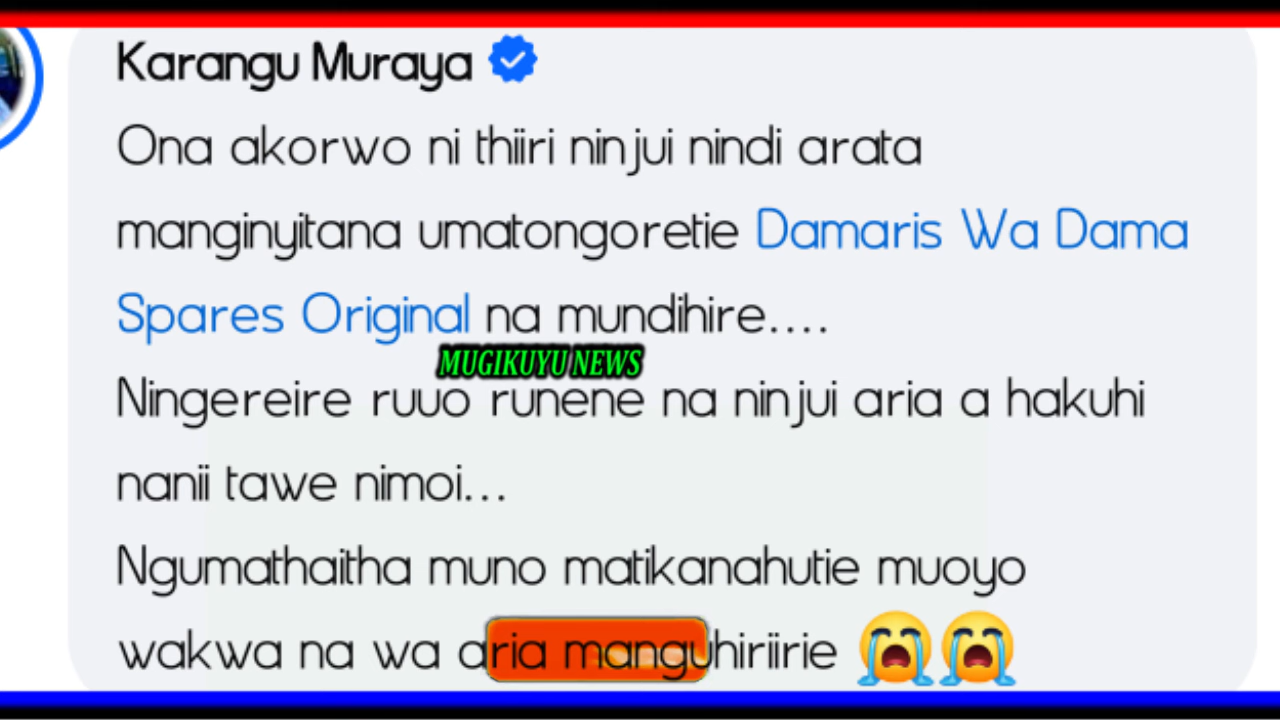 Karangu Muraya
Ona akorwo ni thiiri ninjui nindi arata
manginyitana umatongoretie Damaris Wa Dama
Spares Original na mundihire....
MUGIKUYU NEWS
Ningereire ruuo runene na ninjui aria a hakuhi
nanii tawe nimoi...
Ngumathaitha muno matikanahutie muoyo
wakwa na wa aria manguhiriirie 😭😭